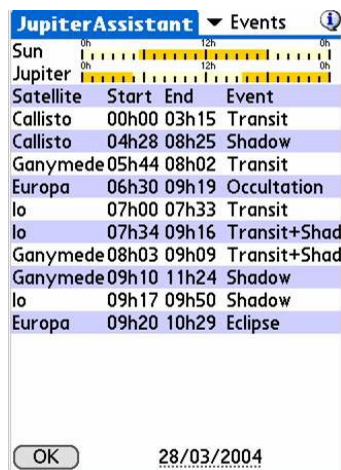 JupiterAssistant Events i
0h 12h 0h
Sun
0h 12h 0h
Jupiter
Satellite Start End Event
Callisto 00h00 03h15 Transit
Callisto 04h28 08h25 Shadow
Ganymede 05h44 08h02 Transit
Europa 06h30 09h19 Occultation
Io 07h00 07h33 Transit
Io 07h34 09h16 Transit+Shad
Ganymede 08h03 09h09 Transit+Shad
Ganymede 09h10 11h24 Shadow
Io 09h17 09h50 Shadow
Europa 09h20 10h29 Eclipse
OK 28/03/2004